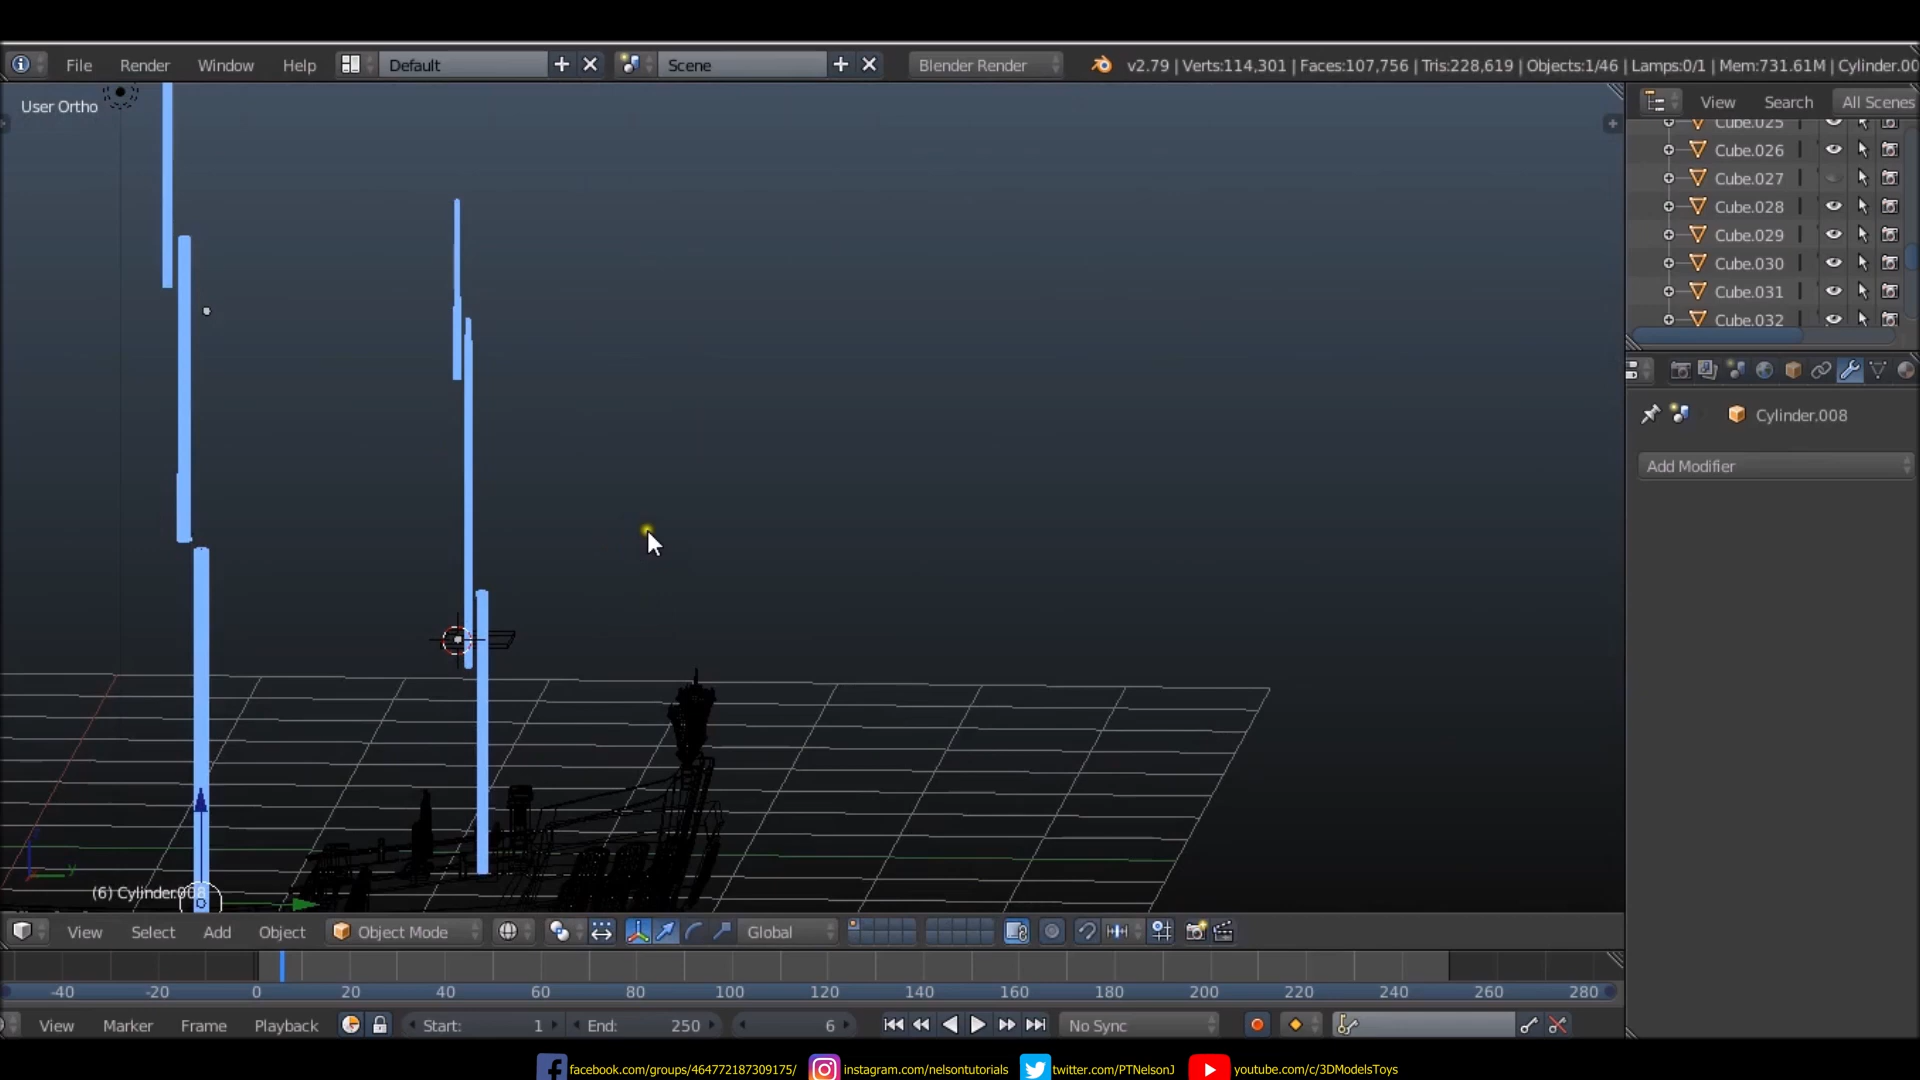 File Render Window Help Default Scene Blender Render v2.79 | Verts:114,301 | Faces:107,756 | Tris:228,619 | Objects:1/46 | Lamps:0/1 | Mem:731.61M | Cylinder.00
User Ortho
View Search All Scenes
Cube.025
Cube.026
Cube.027
Cube.028
Cube.029
Cube.030
Cube.031
Cube.032
Cylinder.008
Add Modifier
(6) Cylinder.008
View Select Add Object Object Mode Global
-40 -20 0 20 40 60 80 100 120 140 160 180 200 220 240 260 280
View Marker Frame Playback Start: 1 End: 250 6 No Sync
facebook.com/groups/464772187309175/ instagram.com/nelsontutorials twitter.com/PTNelsonJ youtube.com/c/3DModelsToys